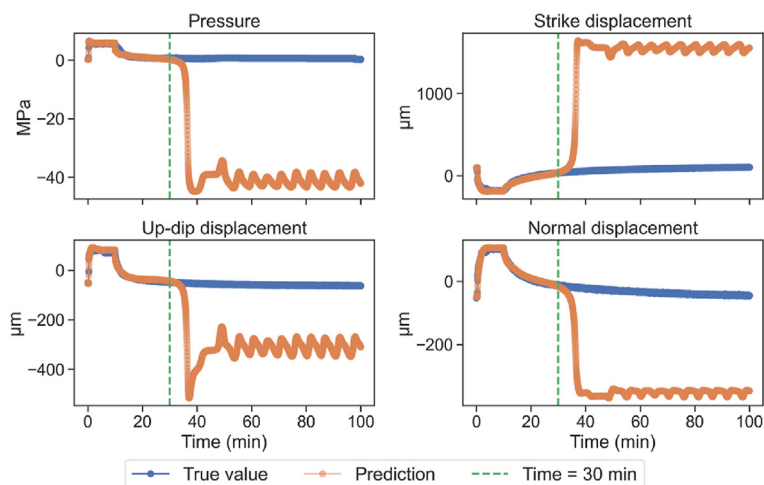 Pressure
Strike displacement
0
−20
−40
MPa
1000
0
μm
Up-dip displacement
Normal displacement
0
−200
−400
μm
0
−200
μm
0 20 40 60 80 100
0 20 40 60 80 100
Time (min)
Time (min)
True value Prediction Time = 30 min